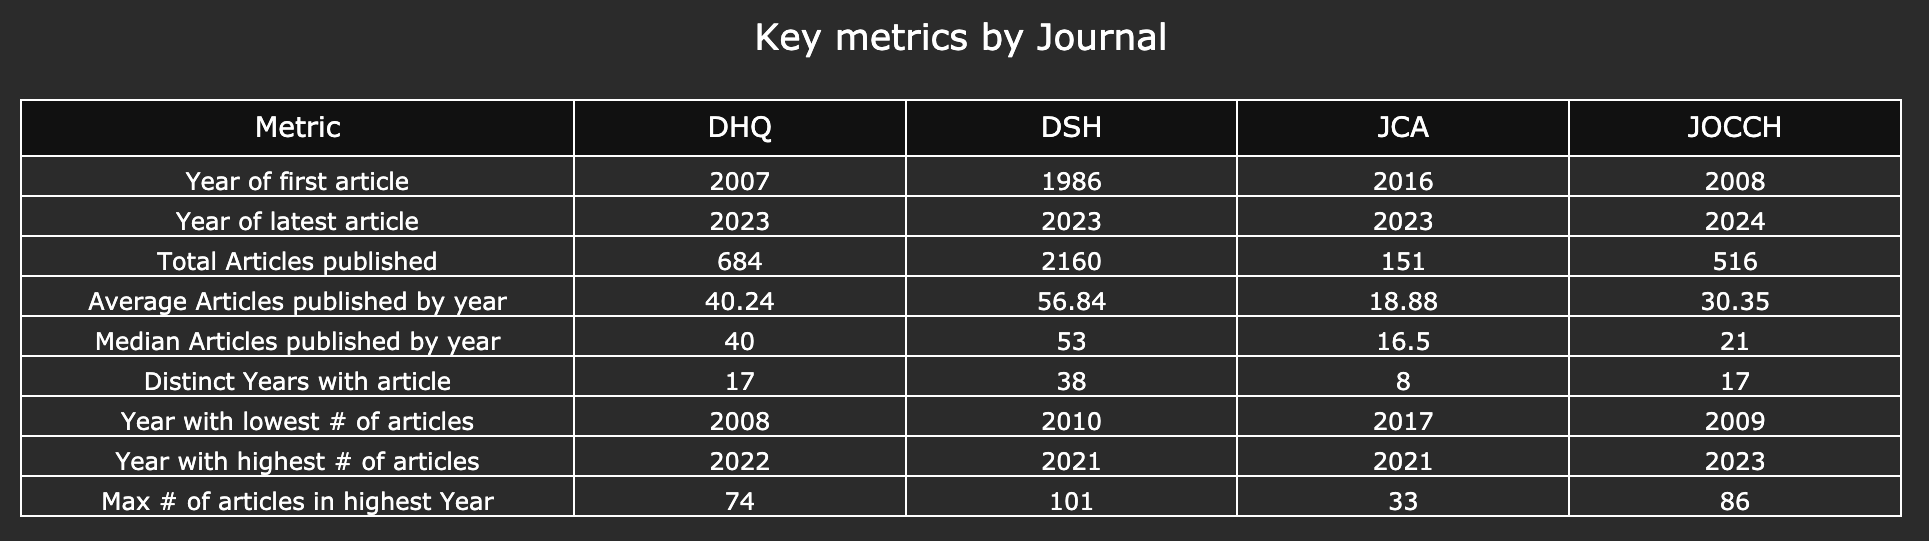 Key metrics by Journal
Metric DHQ DSH JCA JOCCH
Year of first article 2007 1986 2016 2008
Year of latest article 2023 2023 2023 2024
Total Articles published 684 2160 151 516
Average Articles published by year 40.24 56.84 18.88 30.35
Median Articles published by year 40 53 16.5 21
Distinct Years with article 17 38 8 17
Year with lowest # of articles 2008 2010 2017 2009
Year with highest # of articles 2022 2021 2021 2023
Max # of articles in highest Year 74 101 33 86